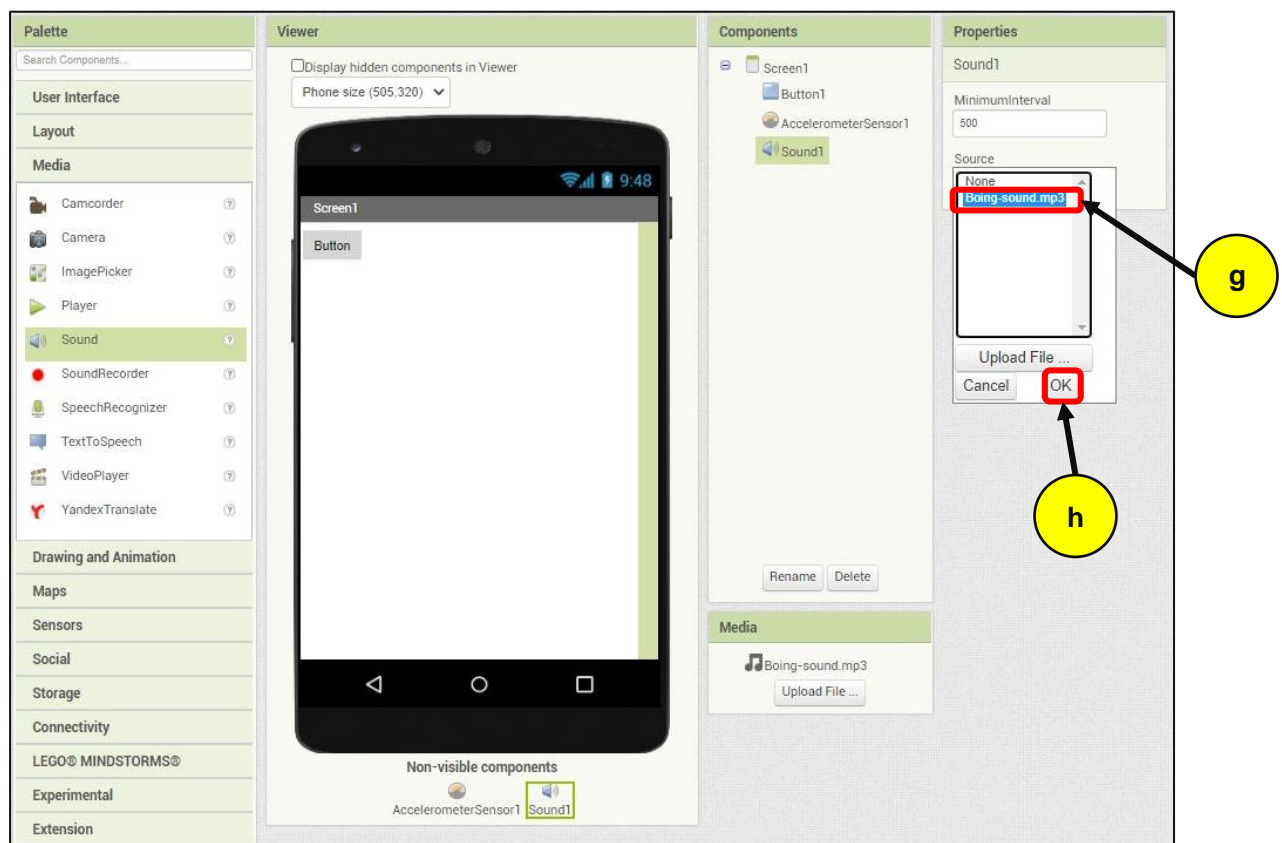 Palette
Search Components...
User Interface
Layout
Media
Camcorder
?
Camera
?
ImagePicker
?
Player
?
Sound
?
SoundRecorder
?
SpeechRecognizer
?
TextToSpeech
?
VideoPlayer
?
YandexTranslate
?
Drawing and Animation
Maps
Sensors
Social
Storage
Connectivity
LEGO® MINDSTORMS®
Experimental
Extension
Viewer
Display hidden components in Viewer
Phone size (505,320)
9:48
Screen1
Button
Non-visible components
AccelerometerSensor1
Sound1
Components
Screen1
Button1
AccelerometerSensor1
Sound1
Rename
Delete
Media
Boing-sound.mp3
Upload File ...
Properties
Sound1
MinimumInterval
500
Source
None
Boing-sound.mp3
Upload File ...
Cancel
OK
g
h